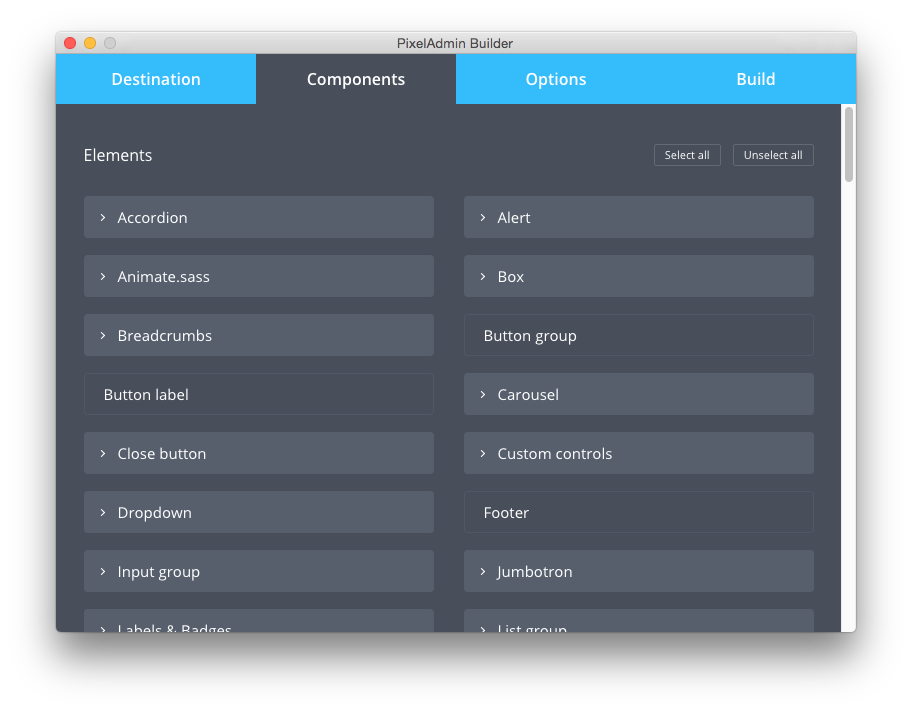 PixelAdmin Builder
Destination Components Options Build
Elements Select all Unselect all
Accordion Alert
Animate.sass Box
Breadcrumbs Button group
Button label Carousel
Close button Custom controls
Dropdown Footer
Input group Jumbotron
Labels & Badges List group